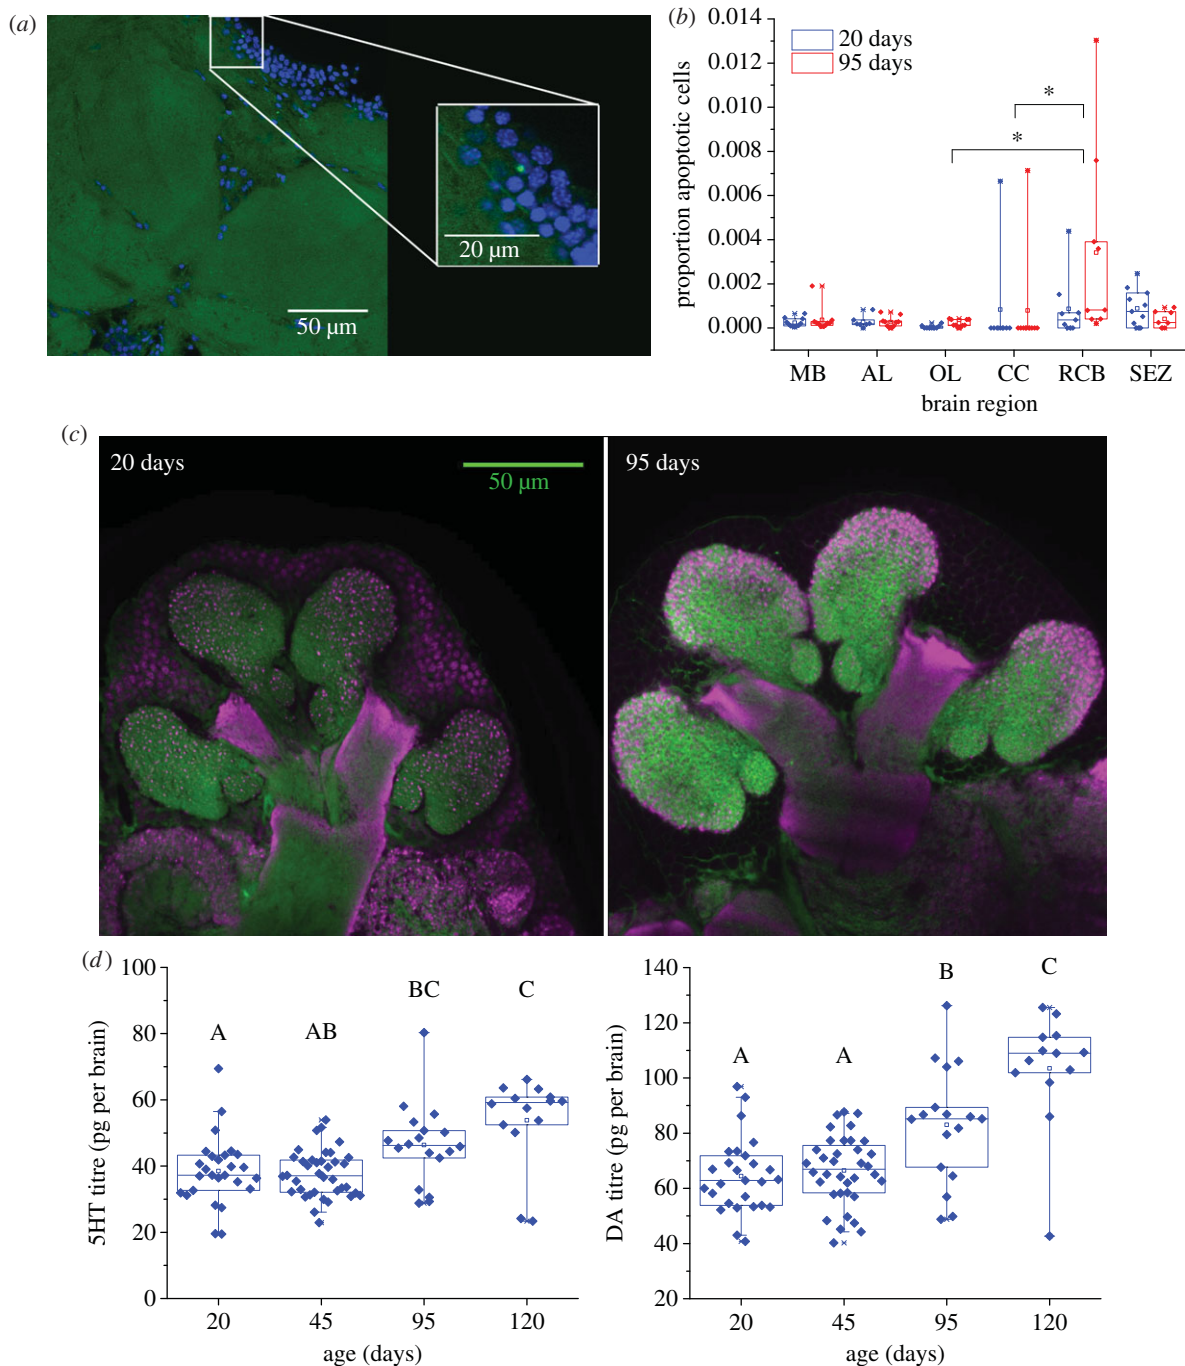 (a)
20 µm
50 µm
(b)
0.014
0.012
0.010
0.008
0.006
0.004
0.002
0.000
proportion apoptotic cells
20 days
95 days
*
*
MB AL OL CC RCB SEZ
brain region
(c)
20 days
50 µm
95 days
(d)
100
80
60
40
20
0
5HT titre (pg per brain)
A AB BC C
20 45 95 120
age (days)
140
120
100
80
60
40
20
DA titre (pg per brain)
A A B C
20 45 95 120
age (days)